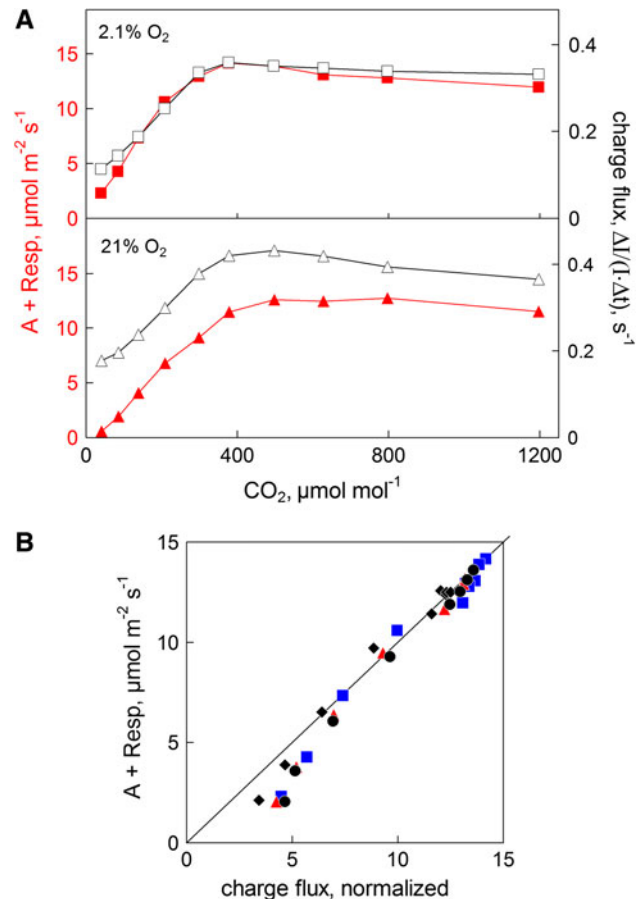 A
2.1% O₂
15
10
5
0
A + Resp, µmol m⁻² s⁻¹
0.4
0.2
0
charge flux, ΔI/(I·Δt), s⁻¹
21% O₂
15
10
5
0
0.4
0.2
0
0 400 800 1200
CO₂, µmol mol⁻¹
B
15
10
5
0
A + Resp, µmol m⁻² s⁻¹
0 5 10 15
charge flux, normalized